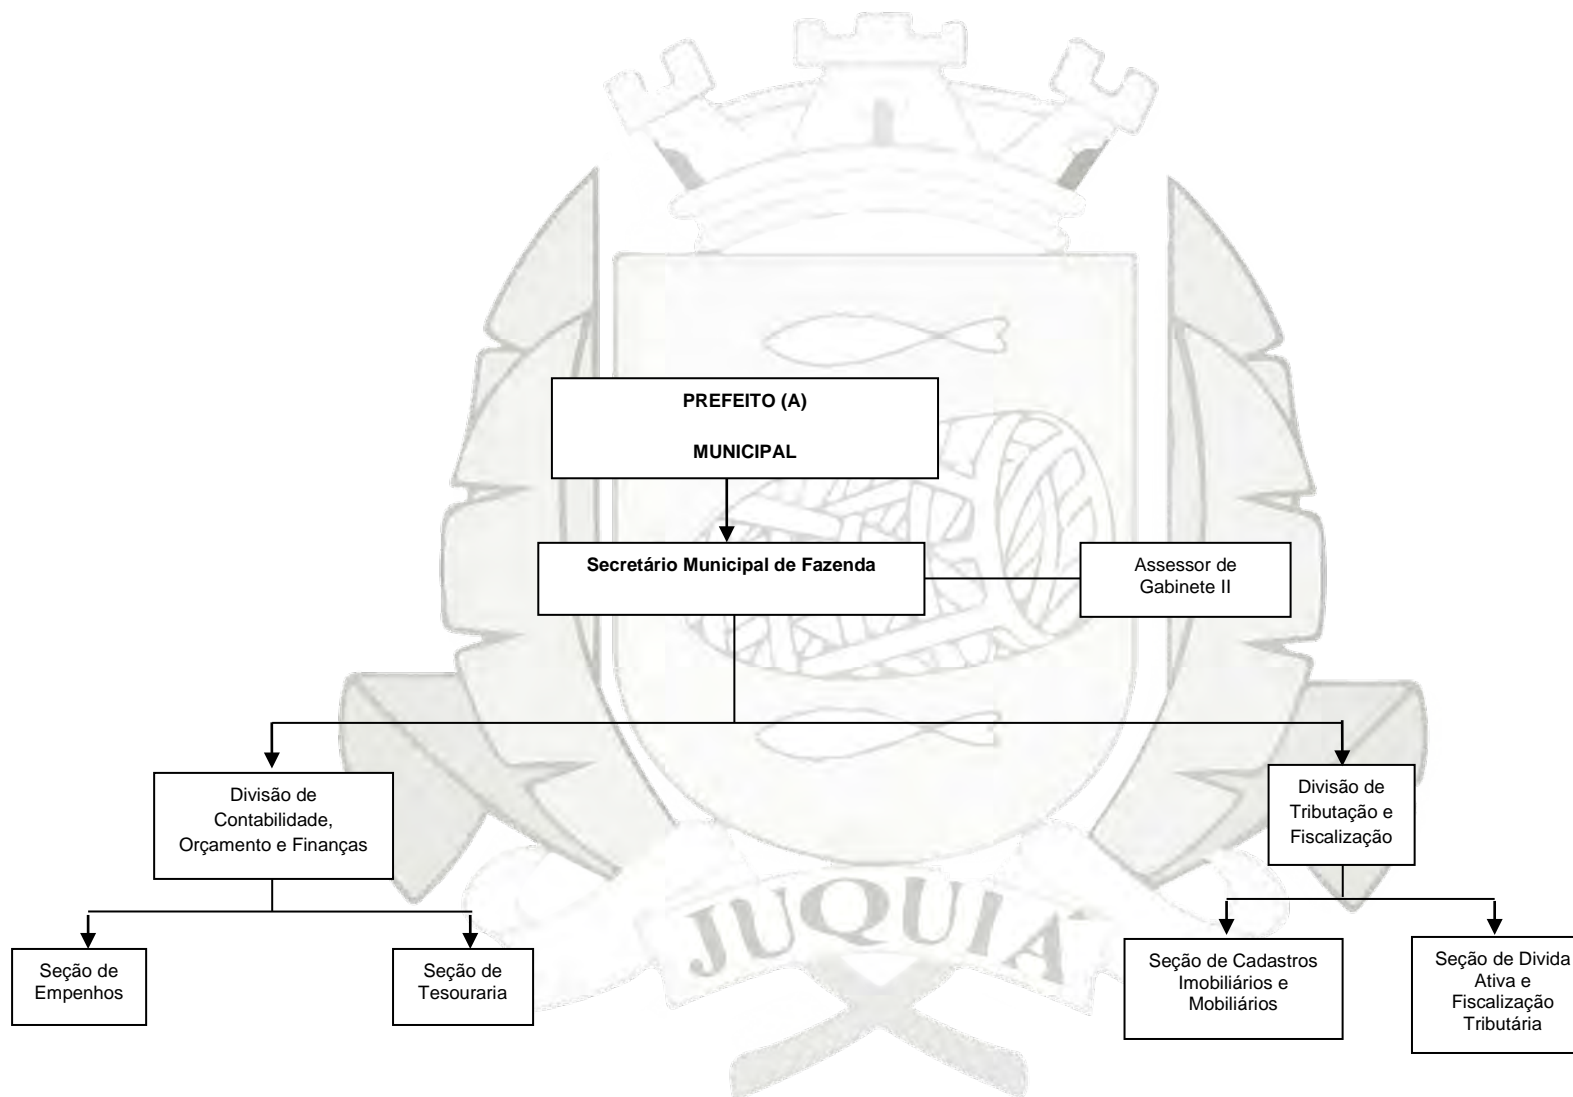 PREFEITO (A)
MUNICIPAL
Secretário Municipal de Fazenda
Assessor de
Gabinete II
Divisão de
Contabilidade,
Orçamento e Finanças
Divisão de
Tributação e
Fiscalização
Seção de
Empenhos
Seção de
Tesouraria
Seção de Cadastros
Imobiliários e
Mobiliários
Seção de Divida
Ativa e
Fiscalização
Tributária
JUQUIÁ